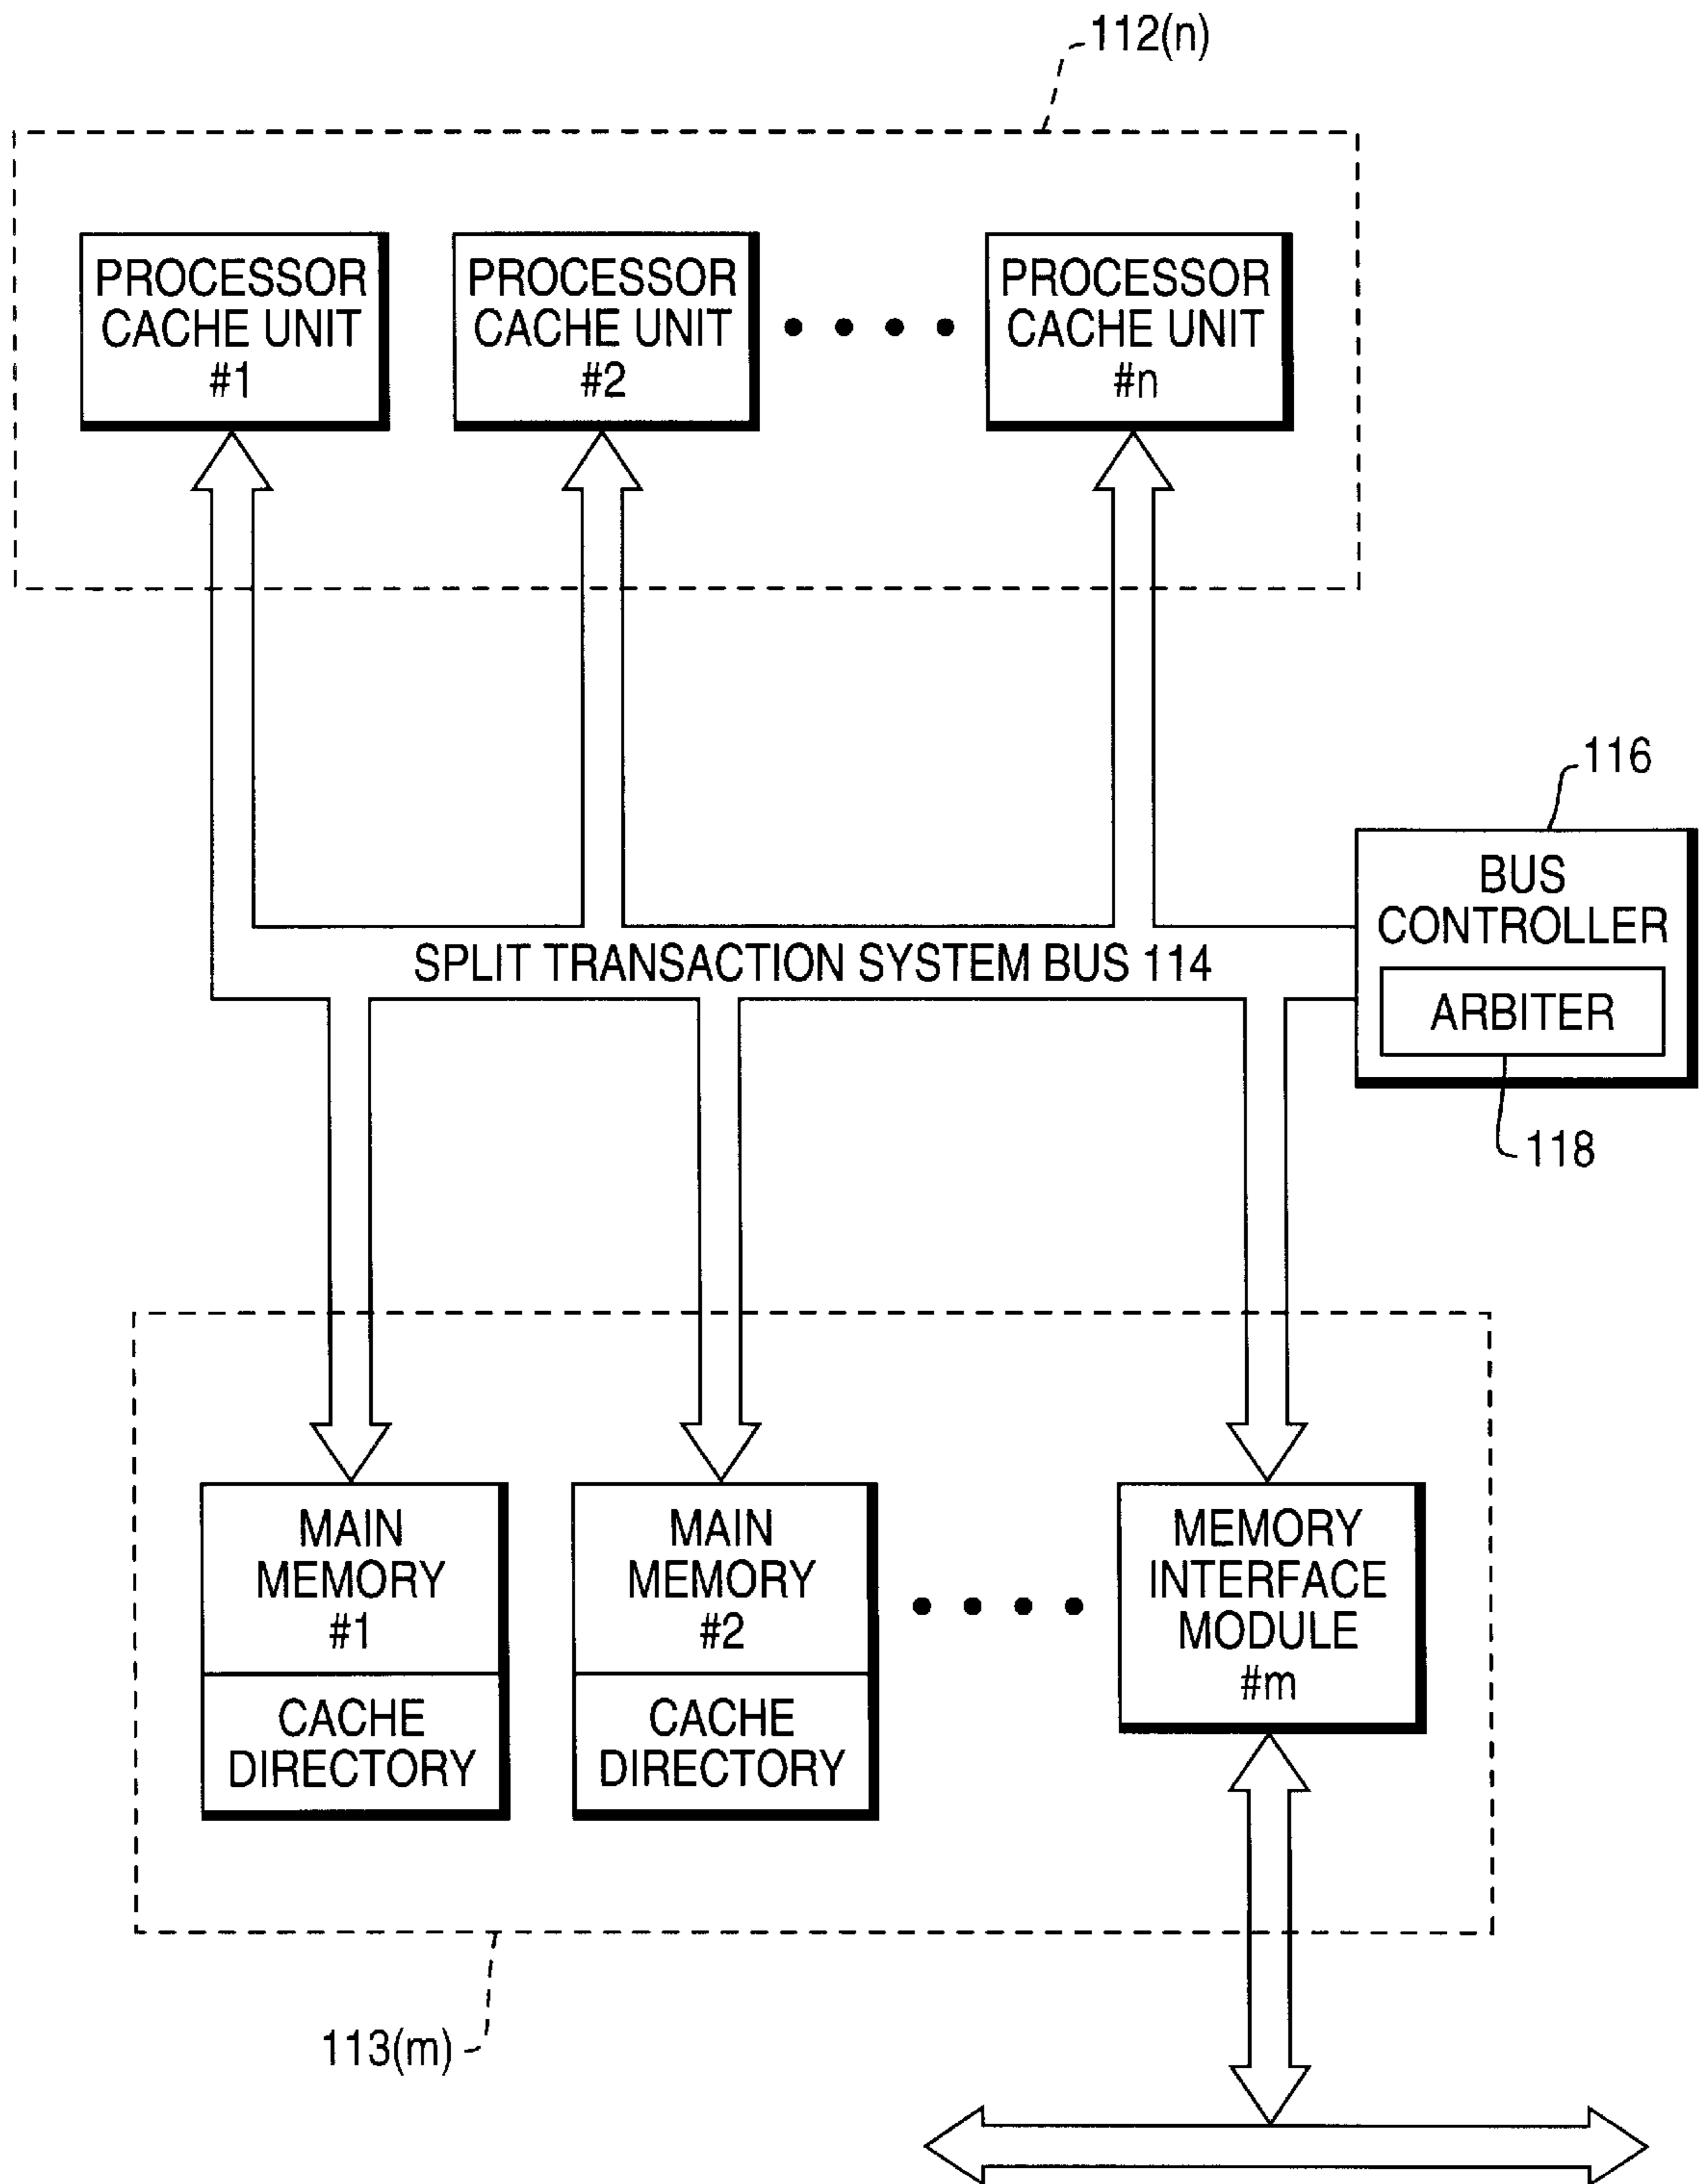 112(n)
PROCESSOR
CACHE UNIT
#1
PROCESSOR
CACHE UNIT
#2
PROCESSOR
CACHE UNIT
#n
116
BUS
CONTROLLER
ARBITER
118
SPLIT TRANSACTION SYSTEM BUS 114
MAIN
MEMORY
#1
CACHE
DIRECTORY
MAIN
MEMORY
#2
CACHE
DIRECTORY
MEMORY
INTERFACE
MODULE
#m
113(m)